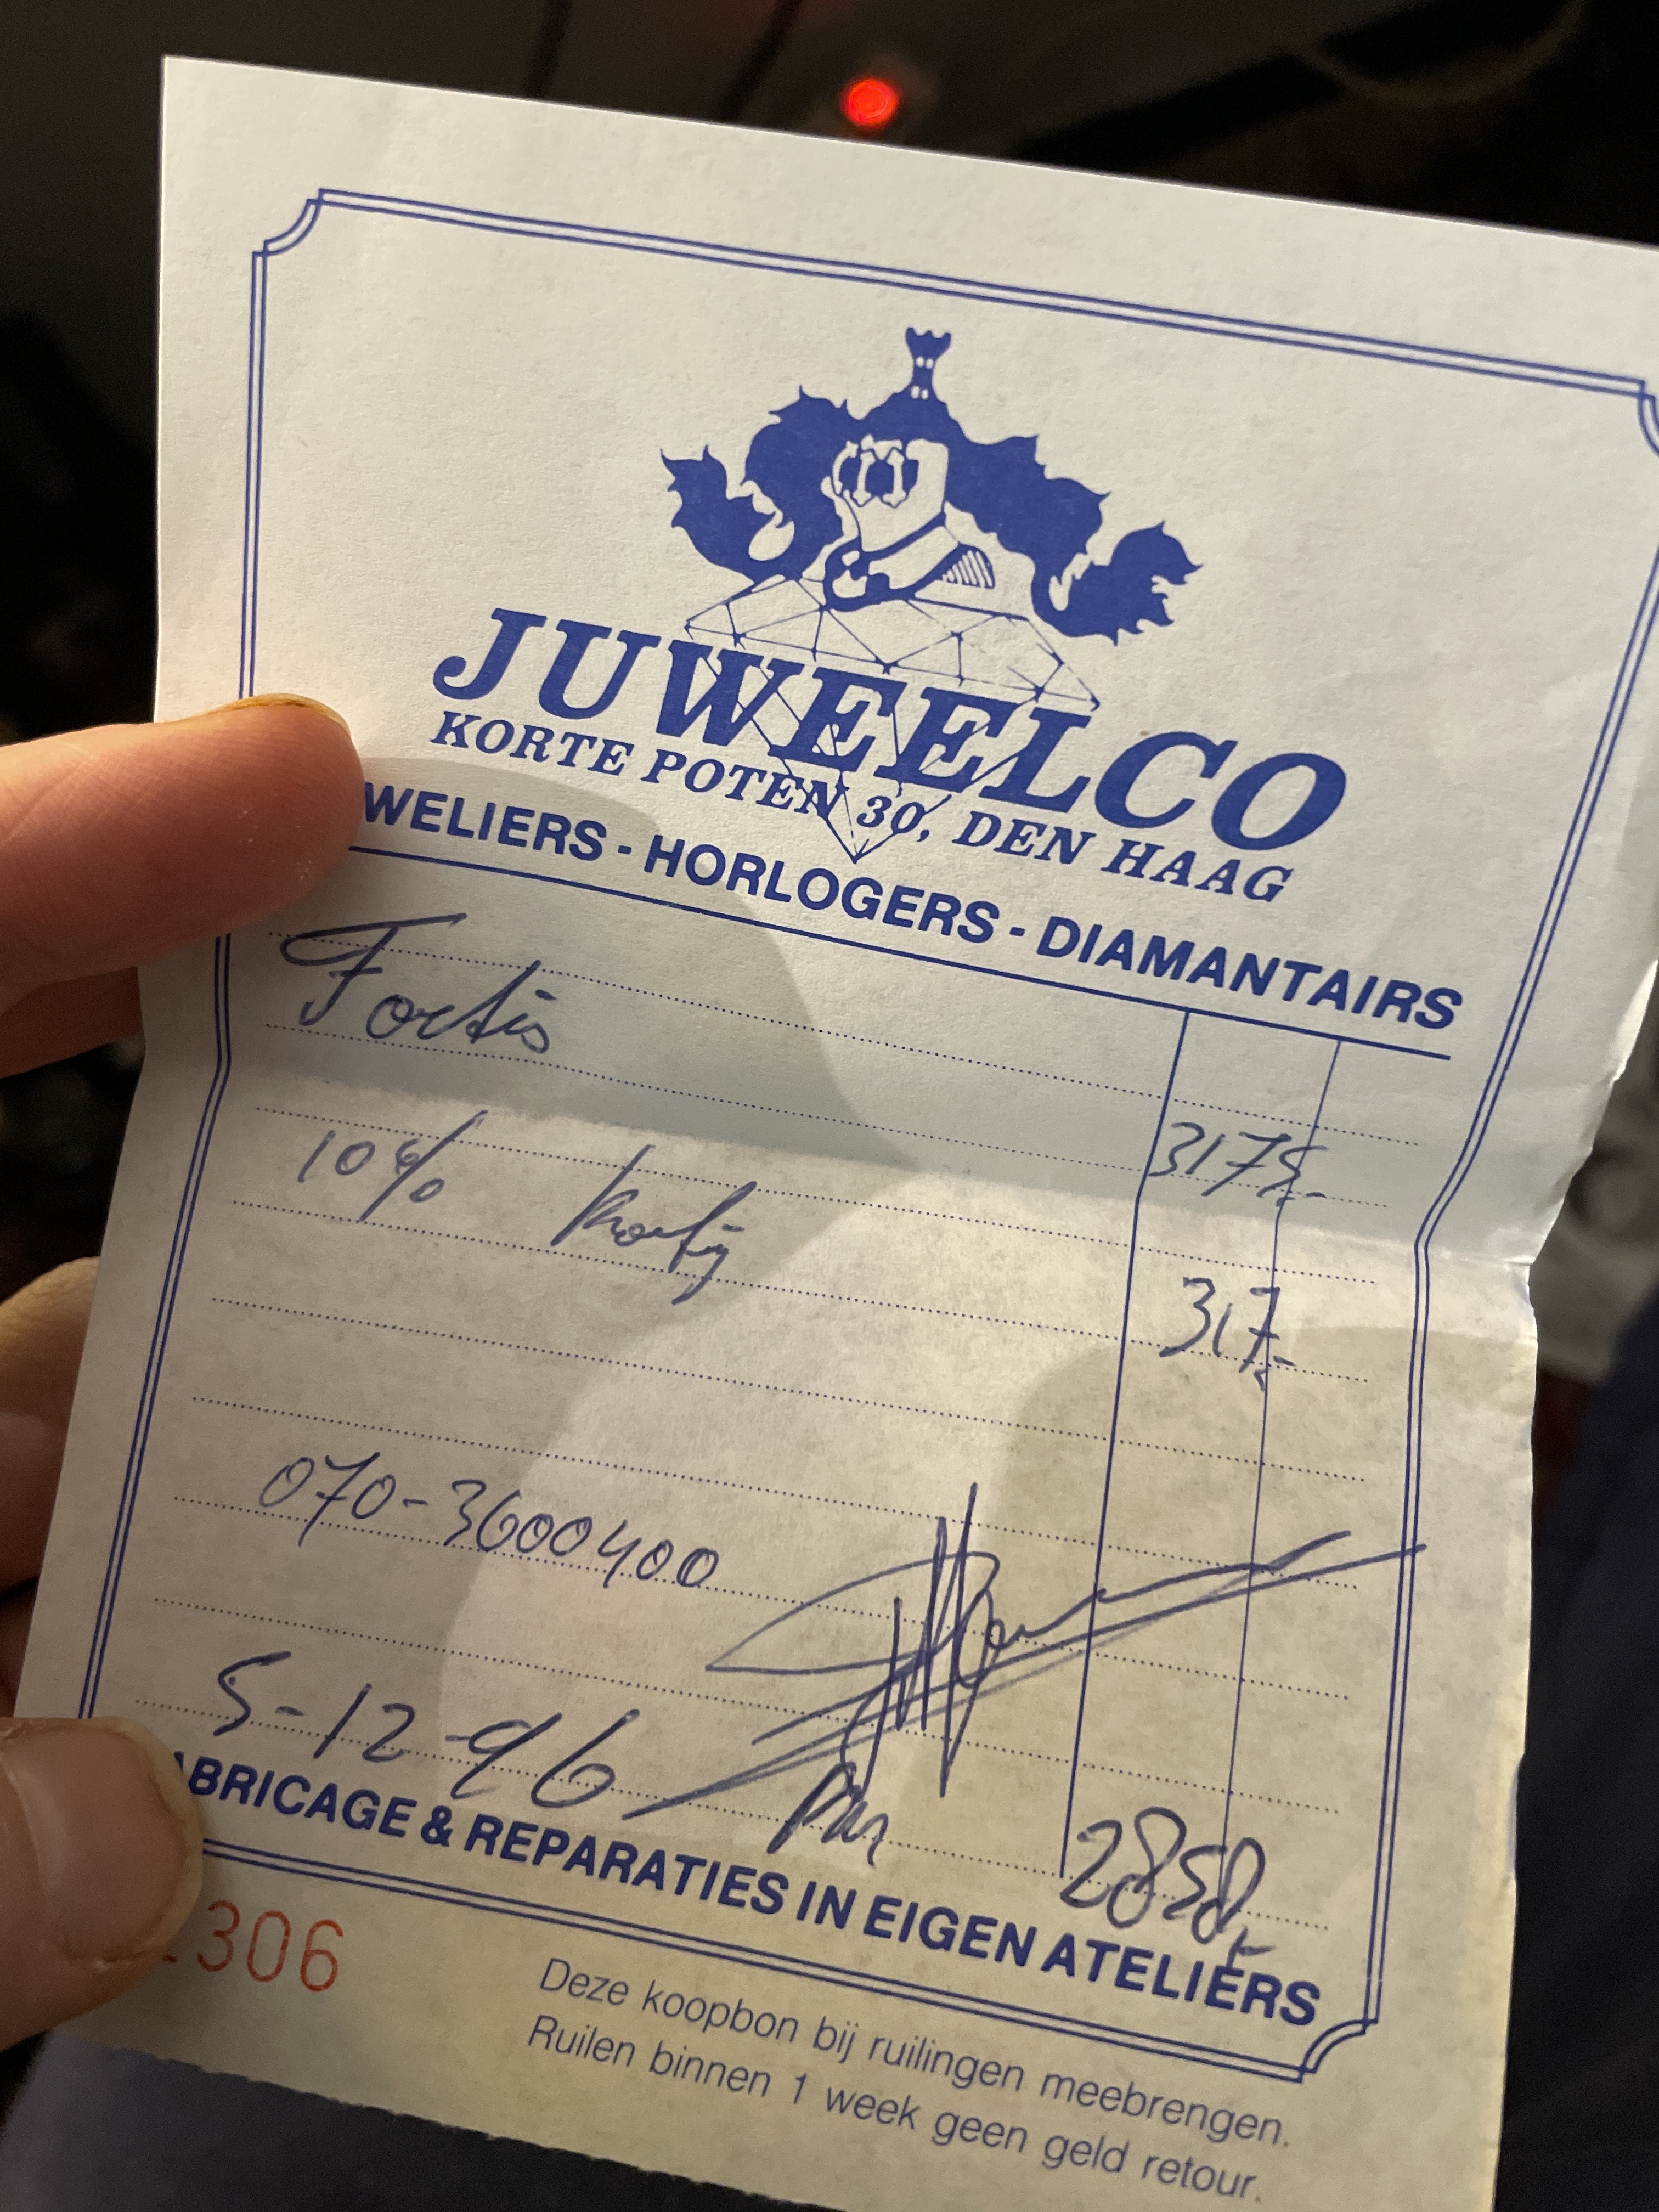 JUWEELCO
KORTE POTEN 30, DEN HAAG
WELIERS - HORLOGERS - DIAMANTAIRS
Fortis
3175,-
10% Korting
317,-
070-3600400
5-12-96
2858,-
ABRICAGE & REPARATIES IN EIGEN ATELIERS
306
Deze koopbon bij ruilingen meebrengen.
Ruilen binnen 1 week geen geld retour.